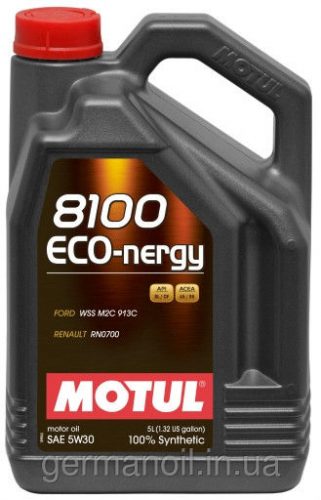 MOTUL
8100
ECO-nergy
API
SL / CF
ACEA
A5 / B5
FORD WSS M2C 913C
RENAULT RN0700
MOTUL
motor oil
SAE 5W30
5L (1.32 US gallon)
100% Synthetic
germanoil.in.ua